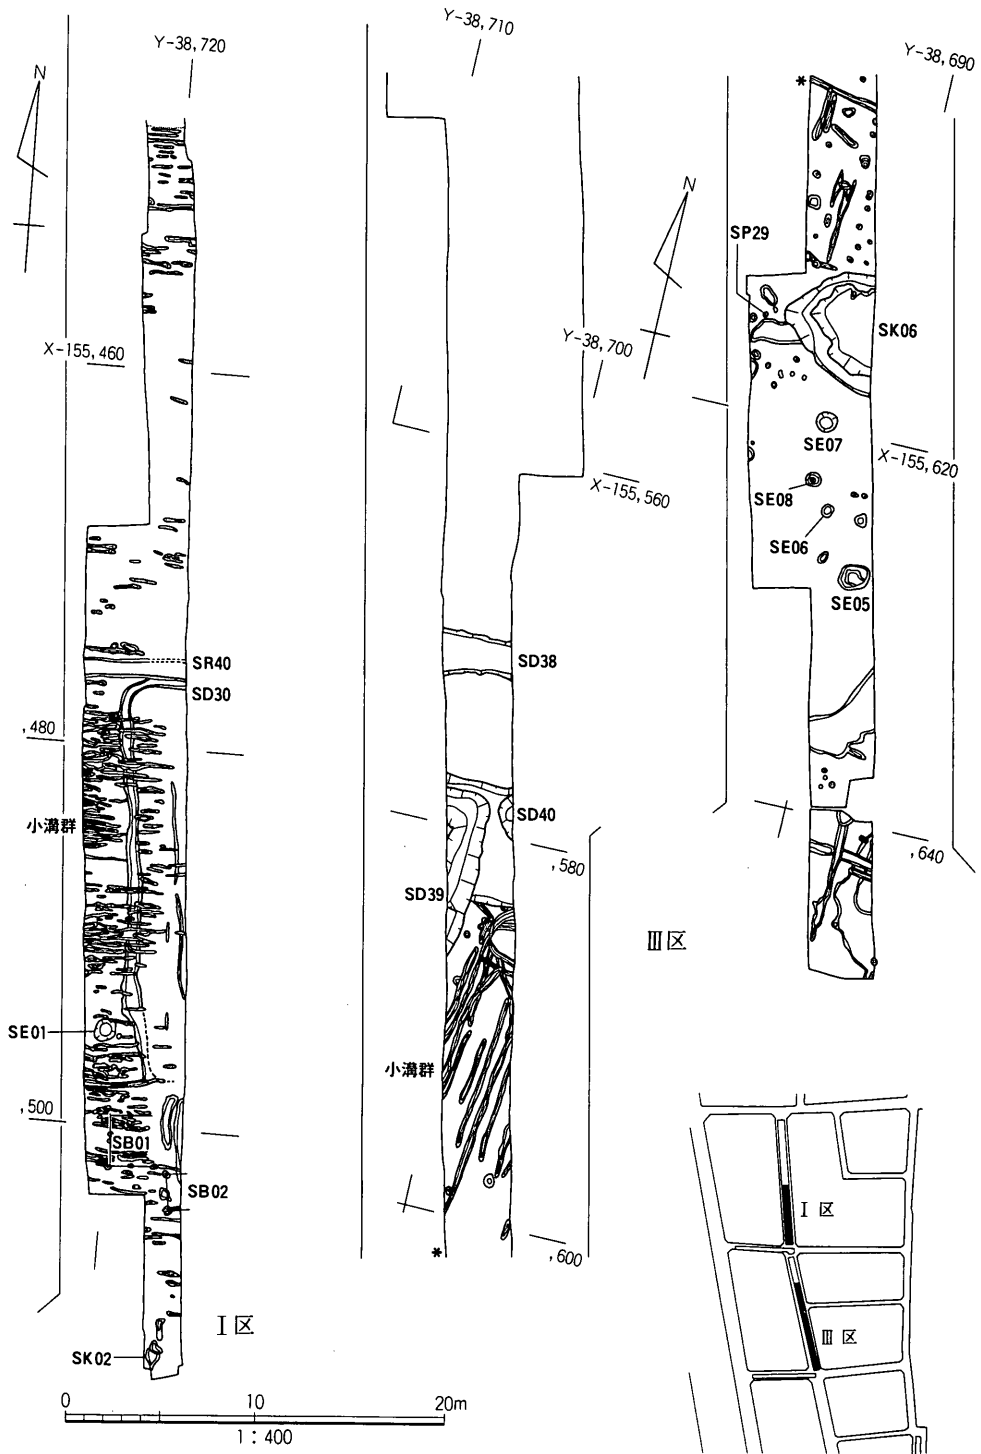 Y-38,720
N
X-155,460
SR40
SD30
,480
小溝群
SE01
,500
SB01
SB02
SK02
Ⅰ区
0 10 20m
1：400
Y-38,710
Y-38,700
X-155,560
SD38
SD40
,580
SD39
小溝群
,600
*
Y-38,690
*
N
SP29
SK06
SE07
X-155,620
SE08
SE06
SE05
,640
Ⅲ区
Ⅰ区
Ⅲ区